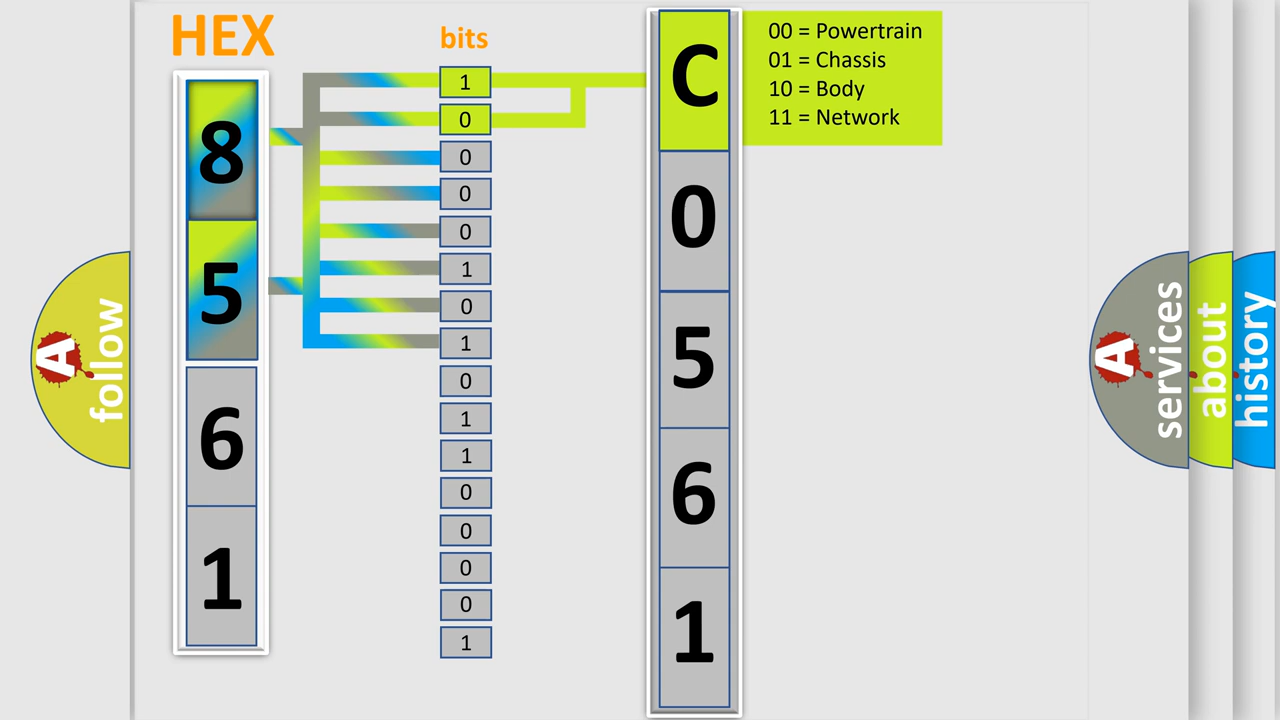 HEX
bits
8
5
6
1
1
0
0
0
0
1
0
1
0
1
1
0
0
0
0
1
C
0
5
6
1
00 = Powertrain
01 = Chassis
10 = Body
11 = Network
A
follow
A
services
about
history